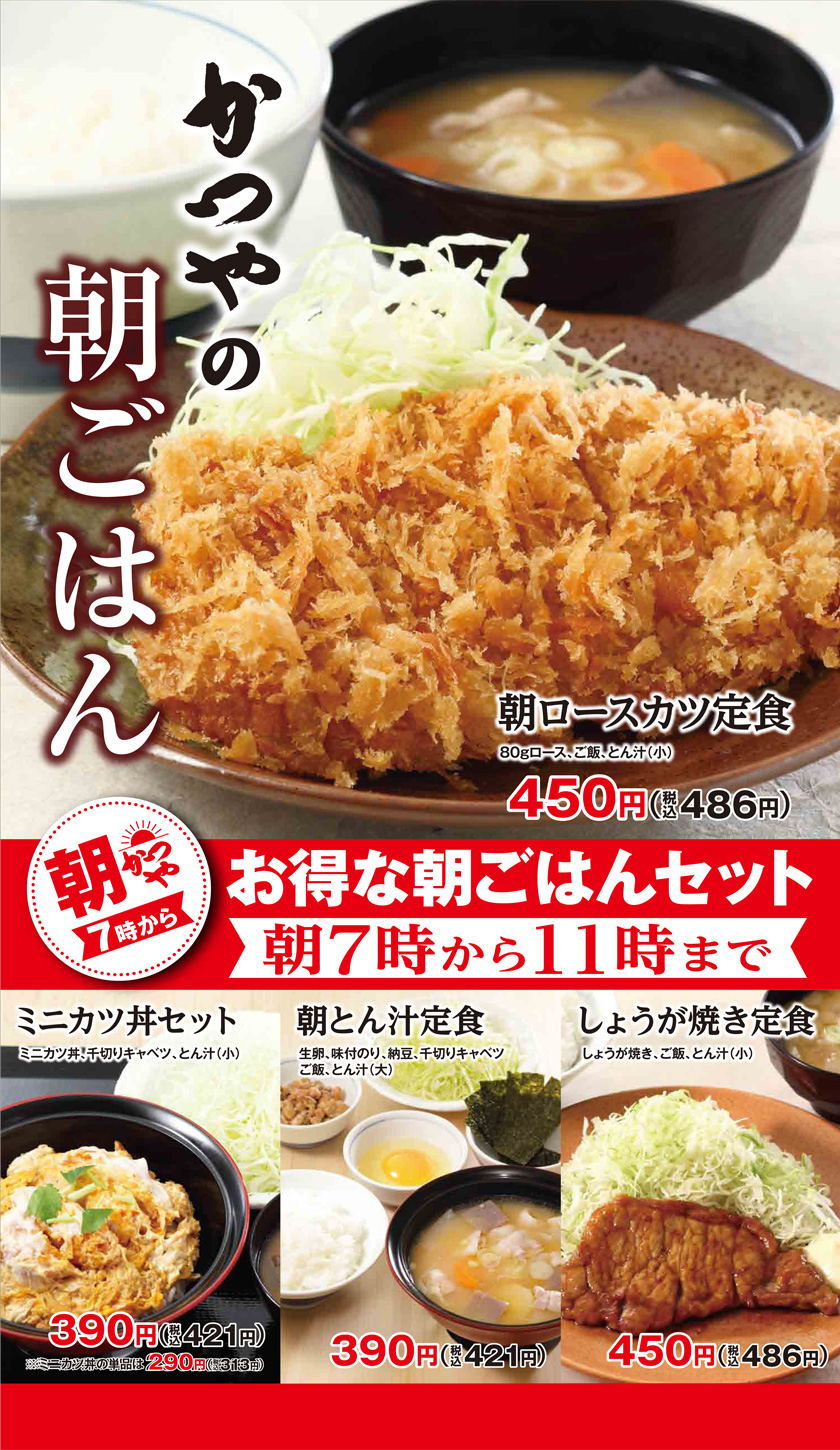 かつやの
朝ごはん
朝ロースカツ定食
80gロース、ご飯、とん汁(小)
450円(税込486円)
朝かつや
7時から
お得な朝ごはんセット
朝7時から11時まで
ミニカツ丼セット
ミニカツ丼、千切りキャベツ、とん汁(小)
390円(税込421円)
※ミニカツ丼の単品は290円(税込313円)
朝とん汁定食
生卵、味付のり、納豆、千切りキャベツ
ご飯、とん汁(大)
390円(税込421円)
しょうが焼き定食
しょうが焼き、ご飯、とん汁(小)
450円(税込486円)